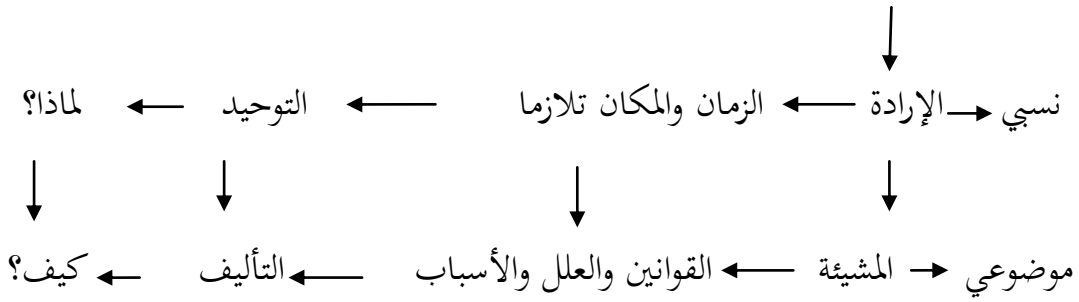 نسبي الإرادة الزمان والمكان تلازما التوحيد لماذا؟
موضوعي المشيئة القوانين والعلل والأسباب التأليف كيف؟